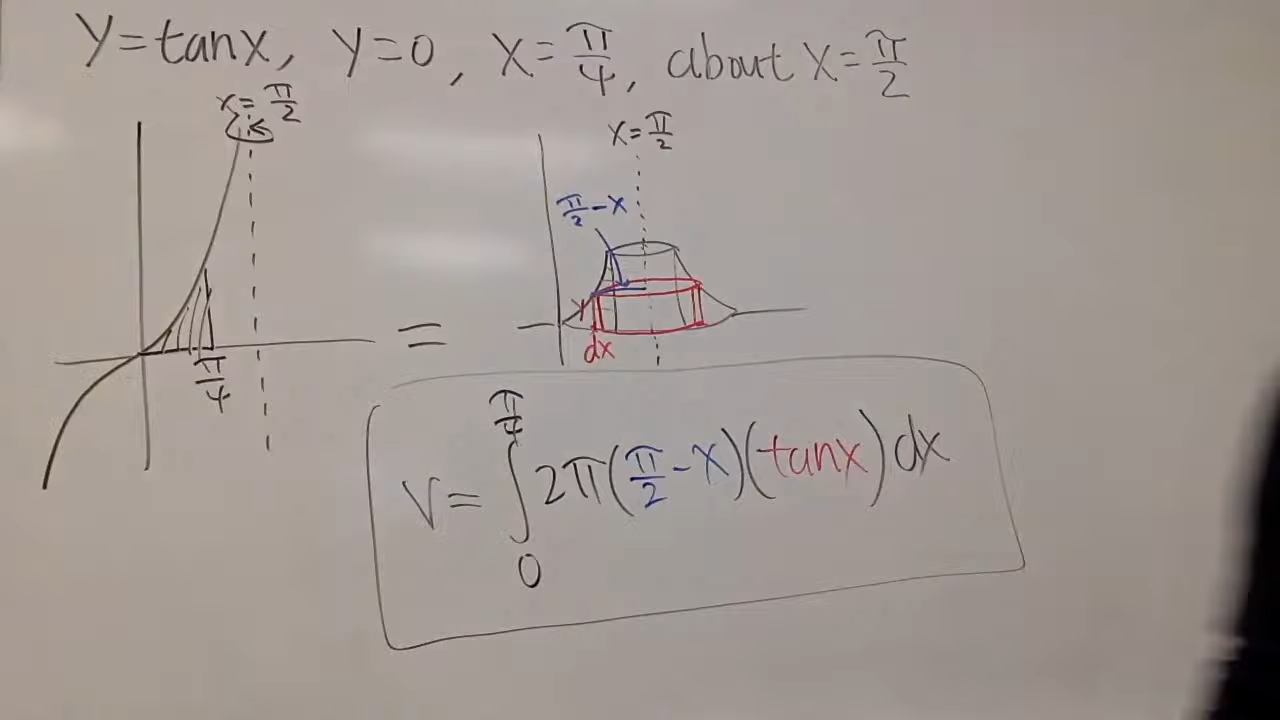 y=tanx, y=0, x=π/4, about x=π/2
x=π/2
x=π/2
π/2-x
π/4
=
y
dx
V=∫₀^(π/4) 2π(π/2-x)(tanx)dx